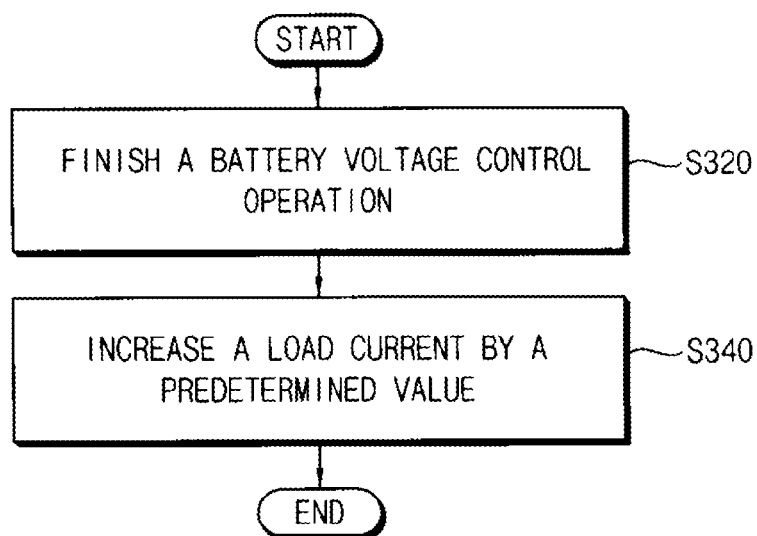 START
FINISH A BATTERY VOLTAGE CONTROL
OPERATION
S320
INCREASE A LOAD CURRENT BY A
PREDETERMINED VALUE
S340
END